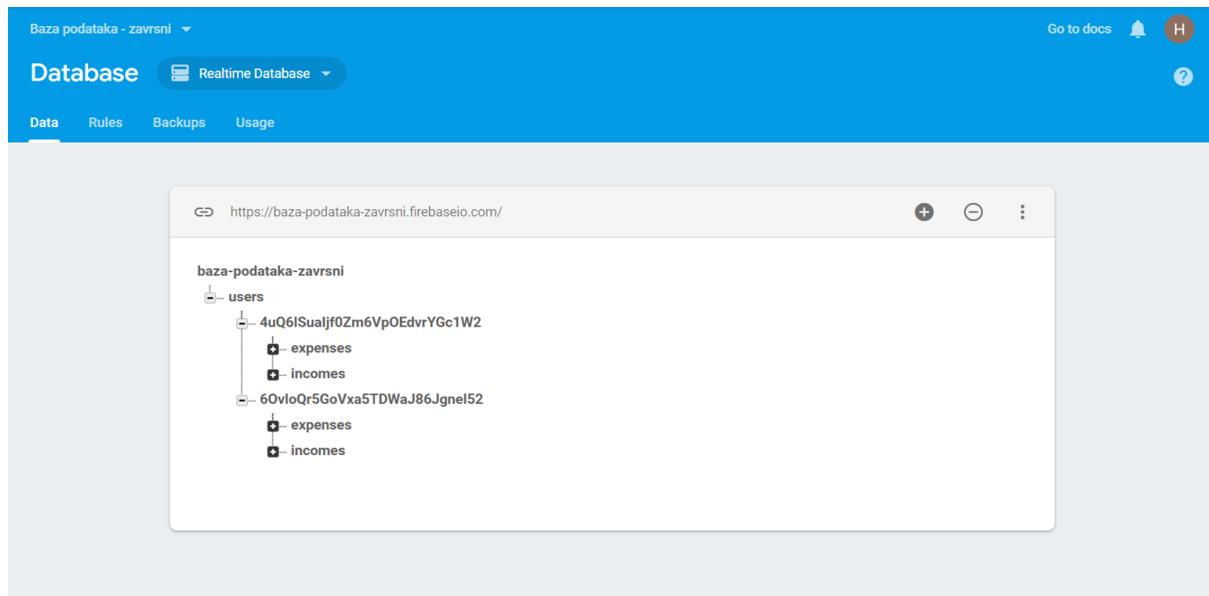 Baza podataka - zavrsni
Go to docs
H
Database
Realtime Database
?
Data Rules Backups Usage
https://baza-podataka-zavrsni.firebaseio.com/
baza-podataka-zavrsni
users
4uQ6ISualjf0Zm6VpOEdvrYGc1W2
expenses
incomes
6OvloQr5GoVxa5TDWaJ86Jgnel52
expenses
incomes